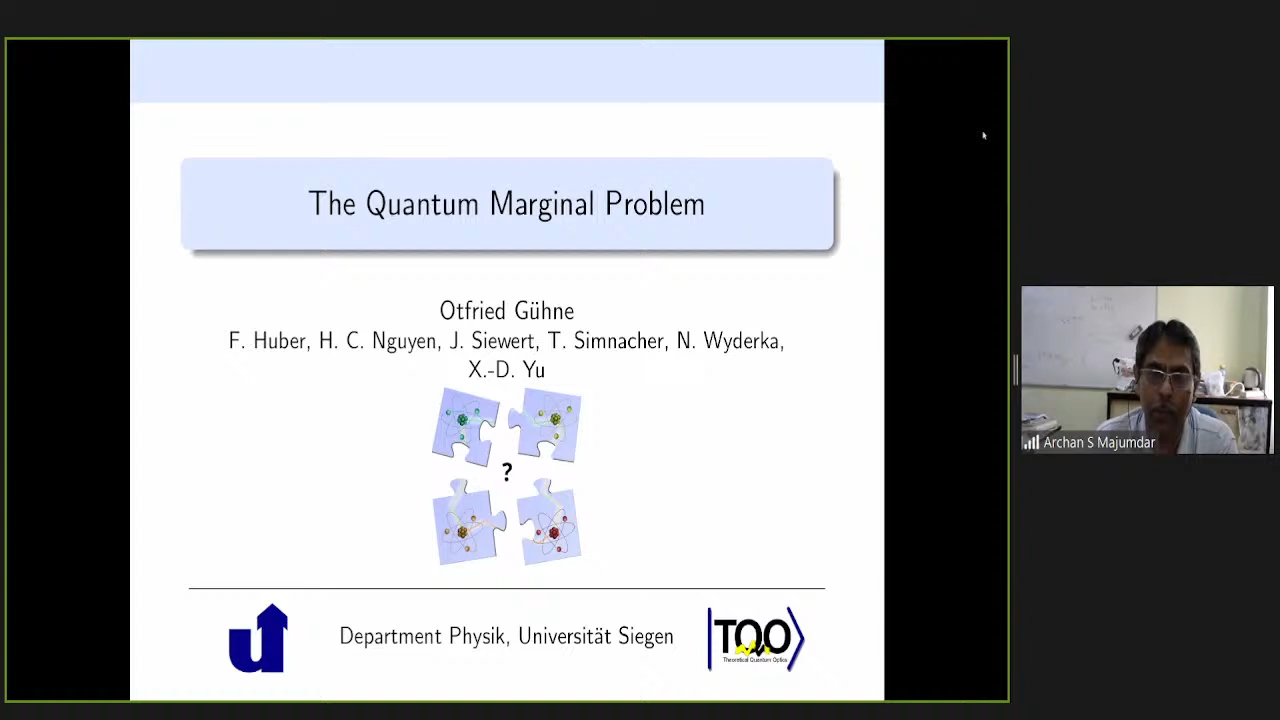 The Quantum Marginal Problem
Otfried Gühne
F. Huber, H. C. Nguyen, J. Siewert, T. Simnacher, N. Wyderka,
X.-D. Yu
?
u
Department Physik, Universität Siegen
TQO
Theoretical Quantum Optics
Archan S Majumdar